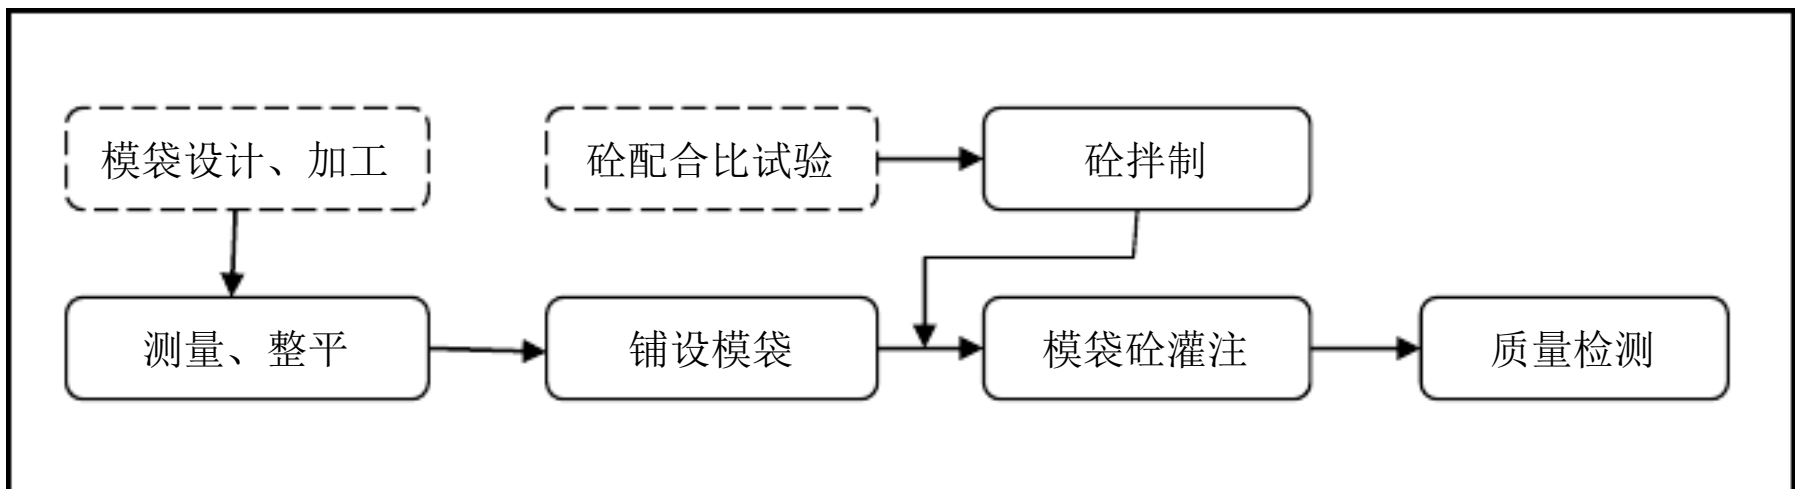 模袋设计、加工
砼配合比试验
砼拌制
测量、整平
铺设模袋
模袋砼灌注
质量检测